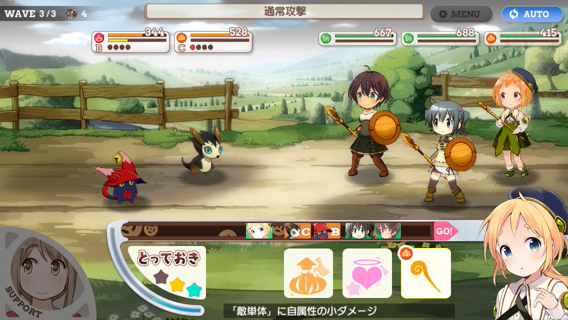 WAVE 3/3 4
通常攻撃
MENU
AUTO
344
B
528
C
667
688
415
C B GO!
とっておき
「敵単体」に自属性の小ダメージ
SUPPORT